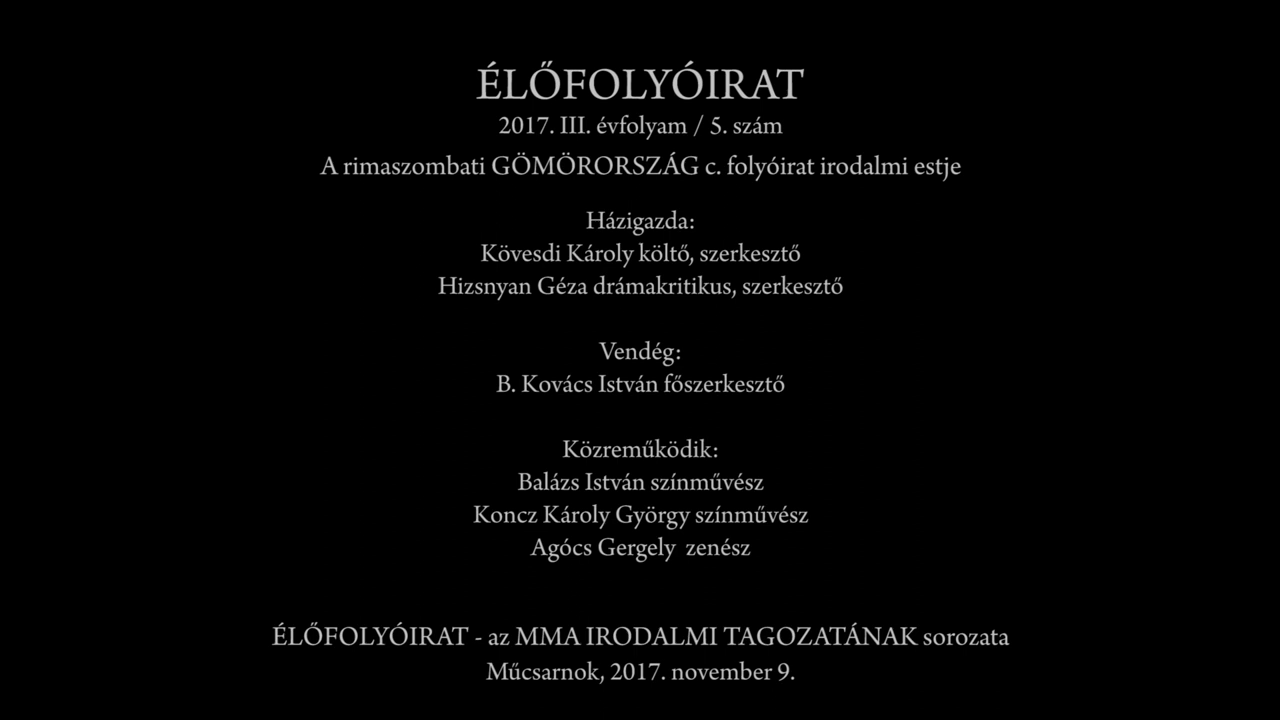 ÉLŐFOLYÓIRAT
2017. III. évfolyam / 5. szám
A rimaszombati GÖMÖRORSZÁG c. folyóirat irodalmi estje
Házigazda:
Kövesdi Károly költő, szerkesztő
Hizsnyan Géza drámakritikus, szerkesztő
Vendég:
B. Kovács István főszerkesztő
Közreműködik:
Balázs István színművész
Koncz Károly György színművész
Agócs Gergely  zenész
ÉLŐFOLYÓIRAT - az MMA IRODALMI TAGOZATÁNAK sorozata
Műcsarnok, 2017. november 9.